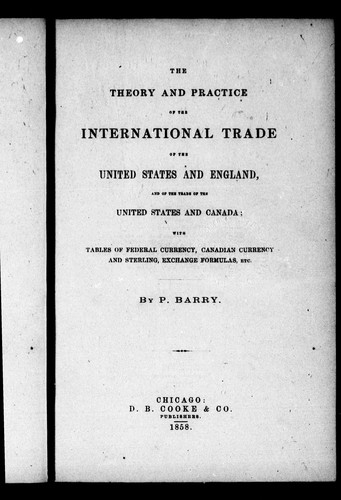 THE
THEORY AND PRACTICE
OF THE
INTERNATIONAL TRADE
OF THE
UNITED STATES AND ENGLAND,
AND OF THE TRADE OF THE
UNITED STATES AND CANADA;
WITH
TABLES OF FEDERAL CURRENCY, CANADIAN CURRENCY
AND STERLING, EXCHANGE FORMULAS, ETC.
BY P. BARRY.
CHICAGO:
D. B. COOKE & CO.
PUBLISHERS.
1858.